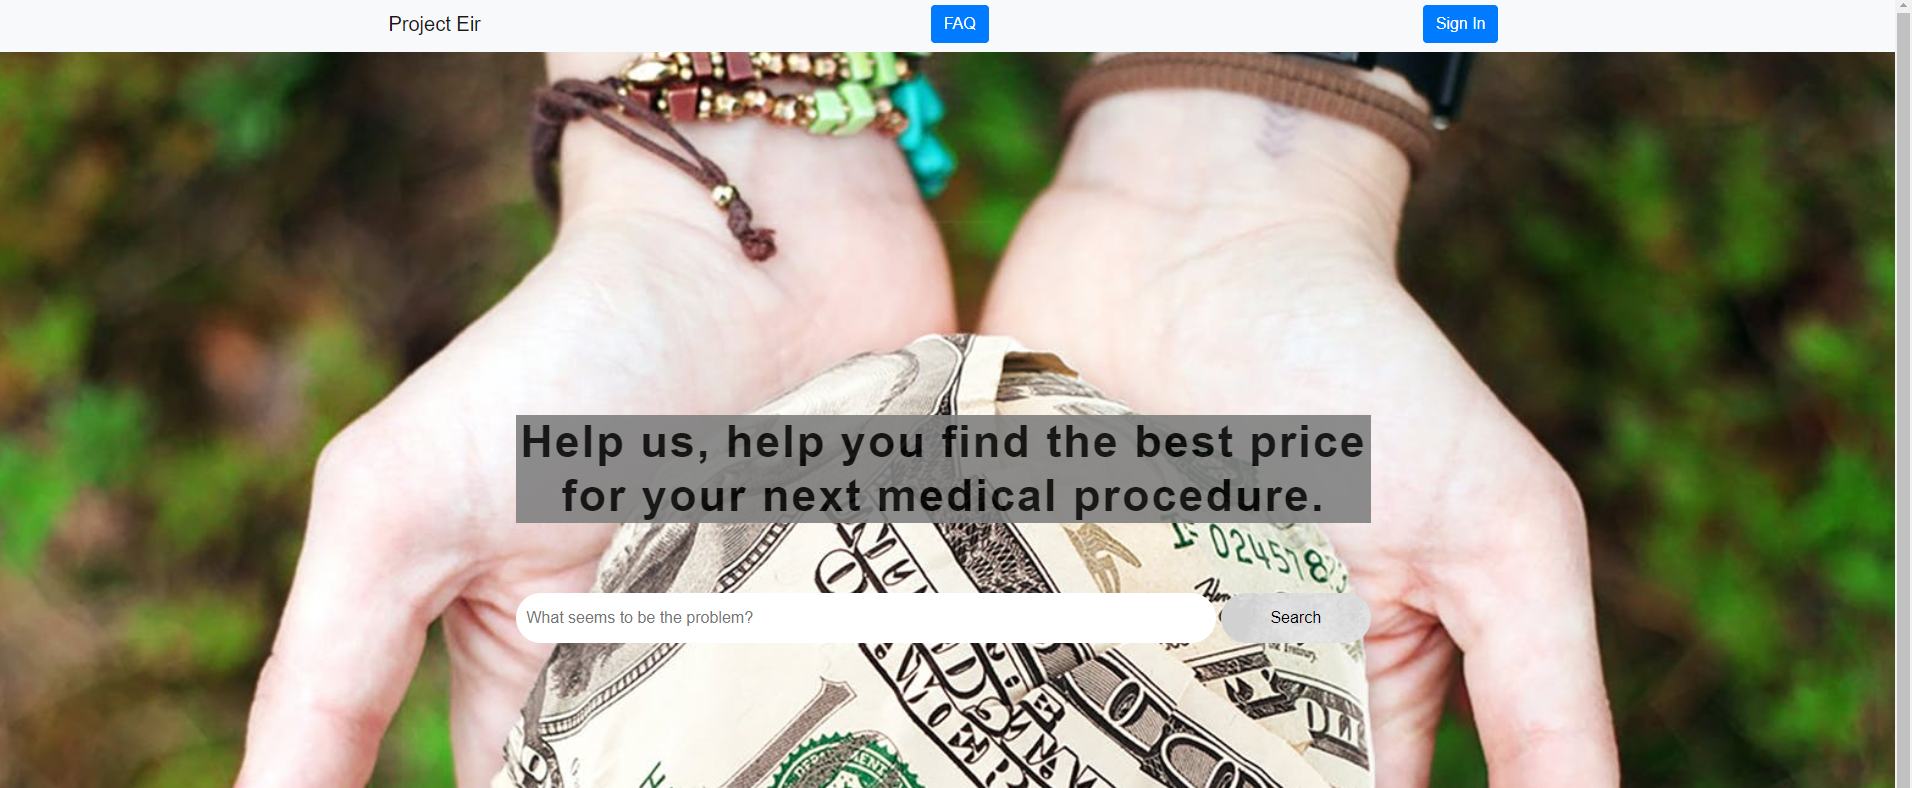 Project Eir
FAQ
Sign In
Help us, help you find the best price
for your next medical procedure.
What seems to be the problem?
Search